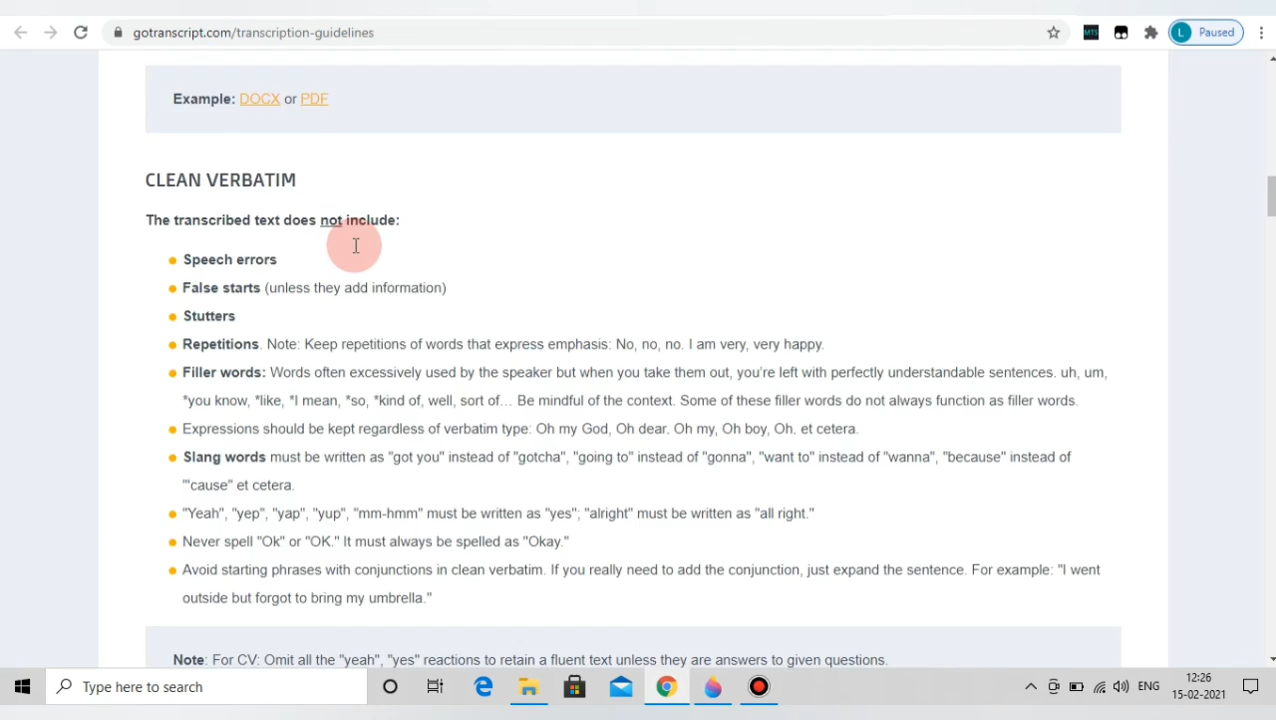 gotranscript.com/transcription-guidelines
MTS
L Paused
Example: DOCX or PDF
CLEAN VERBATIM
The transcribed text does not include:
Speech errors
False starts (unless they add information)
Stutters
Repetitions. Note: Keep repetitions of words that express emphasis: No, no, no. I am very, very happy.
Filler words: Words often excessively used by the speaker but when you take them out, you're left with perfectly understandable sentences. uh, um,
*you know, *like, *I mean, *so, *kind of, well, sort of... Be mindful of the context. Some of these filler words do not always function as filler words.
Expressions should be kept regardless of verbatim type: Oh my God, Oh dear, Oh my, Oh boy, Oh, et cetera.
Slang words must be written as "got you" instead of "gotcha", "going to" instead of "gonna", "want to" instead of "wanna", "because" instead of
"'cause" et cetera.
"Yeah", "yep", "yap", "yup", "mm-hmm" must be written as "yes"; "alright" must be written as "all right."
Never spell "Ok" or "OK." It must always be spelled as "Okay."
Avoid starting phrases with conjunctions in clean verbatim. If you really need to add the conjunction, just expand the sentence. For example: "I went
outside but forgot to bring my umbrella."
Note: For CV: Omit all the "yeah", "yes" reactions to retain a fluent text unless they are answers to given questions.
Type here to search
ENG
12:26
15-02-2021